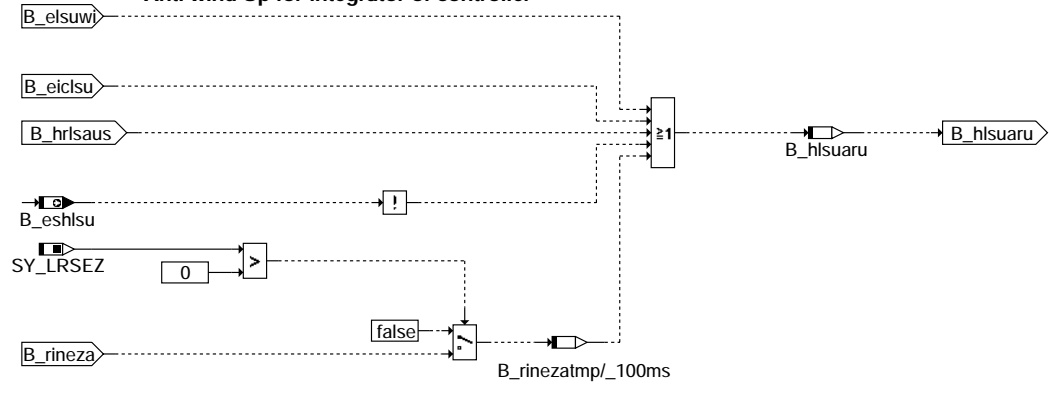 Anti wind Up for integrator of controller
B_elsuwi
B_eiclsu
B_hrlsaus
≧1
B_hlsuaru
B_hlsuaru
!
B_eshlsu
SY_LRSEZ
0
>
false
B_rineza
B_rinezatmp/_100ms